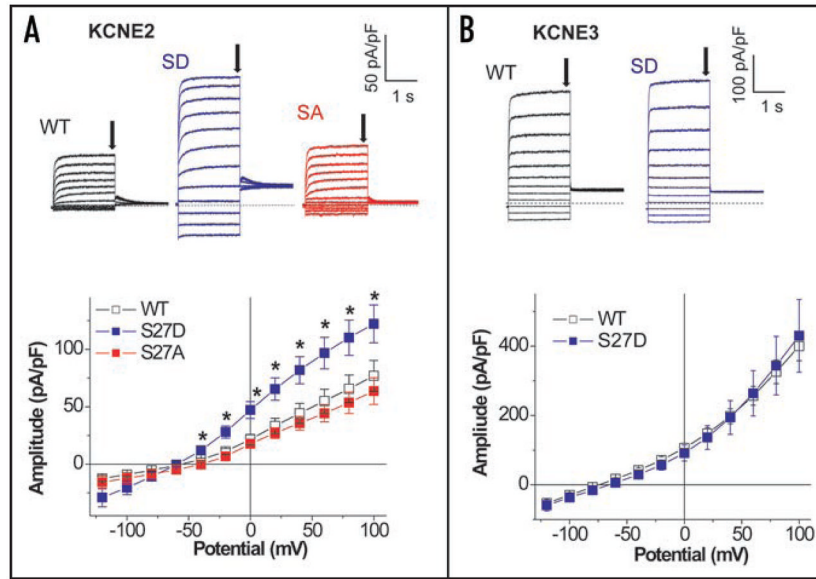 A
KCNE2
SD
WT
SA
50 pA/pF
1 s
WT
S27D
S27A
* * * * * * * *
Amplitude (pA/pF)
100
50
0
-100 -50 0 50 100
Potential (mV)
B
KCNE3
WT
SD
100 pA/pF
1 s
WT
S27D
Ampliude (pA/pF)
400
200
0
-100 -50 0 50 100
Potential (mV)